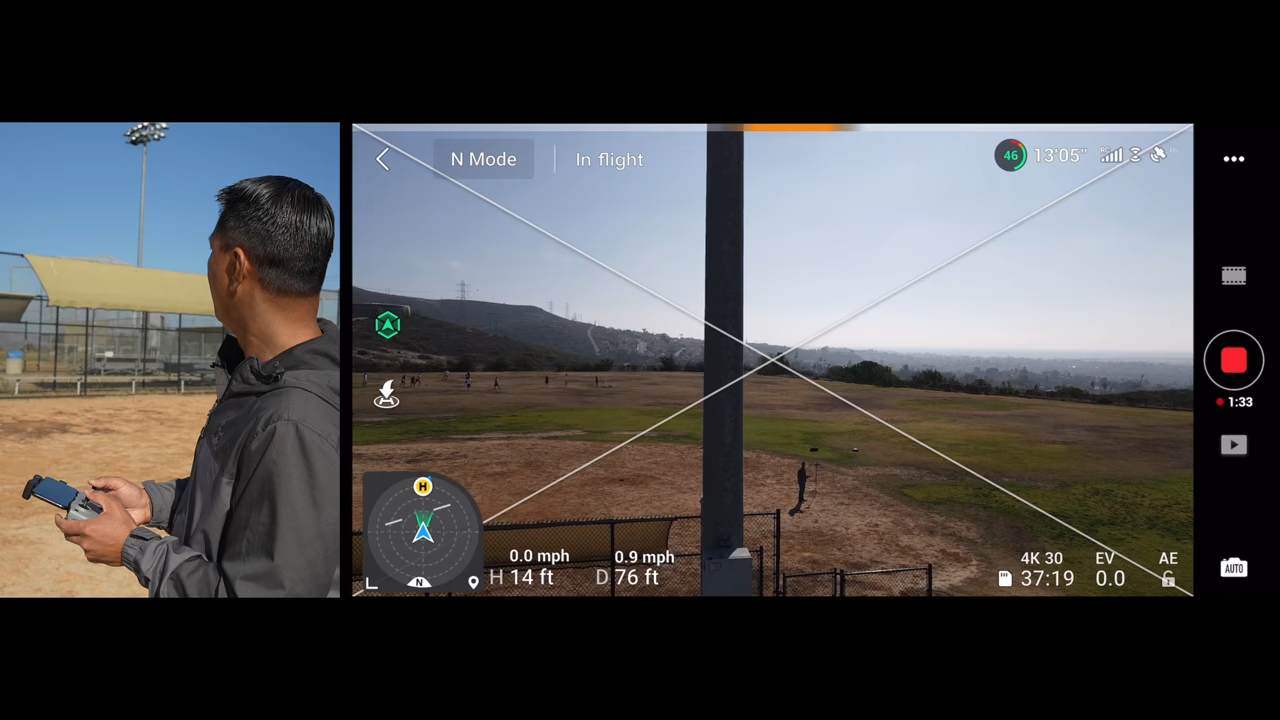 N Mode
In flight
46
13'05"
RC
1:33
H
N
0.0 mph
0.9 mph
H 14 ft
D 76 ft
4K 30
EV
AE
37:19
0.0
AUTO